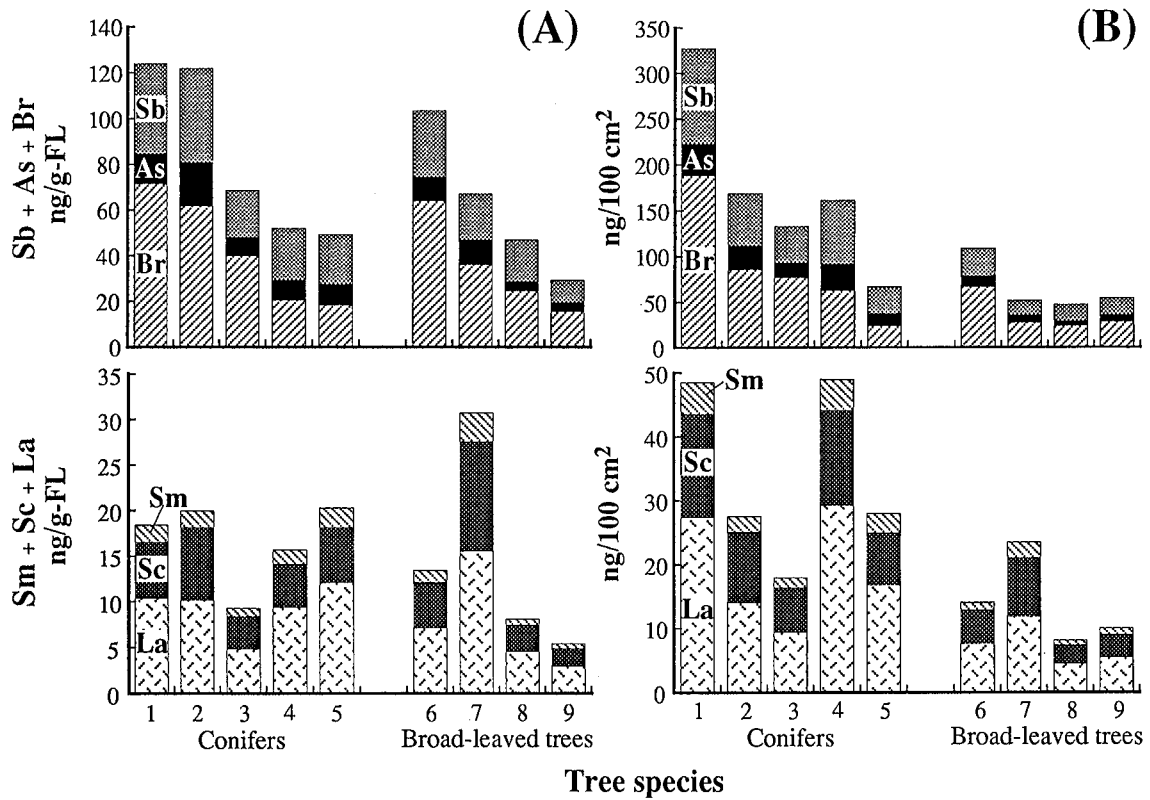 (A)
Sb + As + Br
ng/g-FL
140
120
100
80
60
40
20
0
Sb
As
Br
(B)
ng/100 cm²
350
300
250
200
150
100
50
0
Sb
As
Br
Sm + Sc + La
ng/g-FL
35
30
25
20
15
10
5
0
Sm
Sc
La
1 2 3 4 5 6 7 8 9
Conifers Broad-leaved trees
ng/100 cm²
50
40
30
20
10
0
Sm
Sc
La
1 2 3 4 5 6 7 8 9
Conifers Broad-leaved trees
Tree species